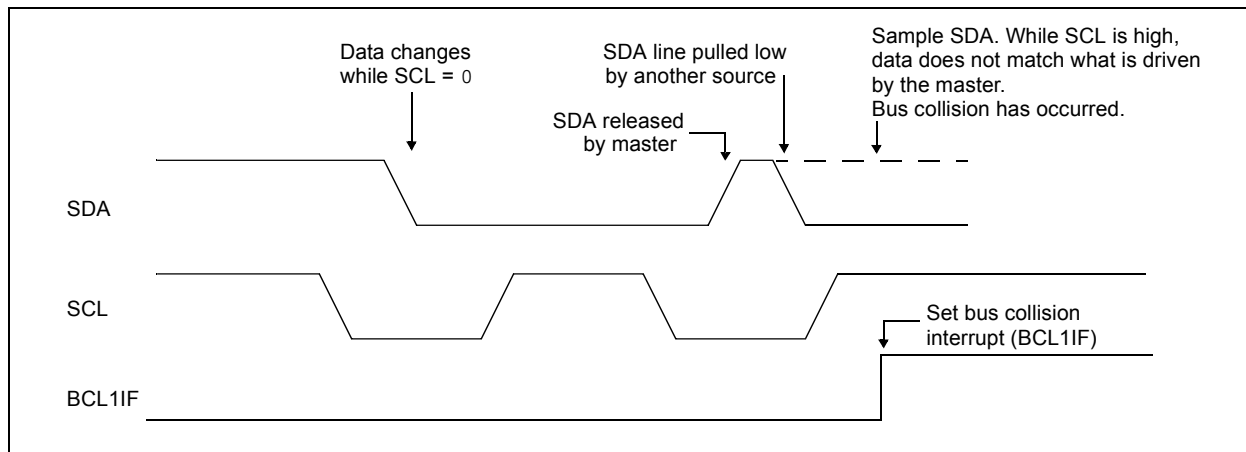 Data changes
while SCL = 0
SDA line pulled low
by another source
SDA released
by master
Sample SDA. While SCL is high,
data does not match what is driven
by the master.
Bus collision has occurred.
SDA
SCL
Set bus collision
interrupt (BCL1IF)
BCL1IF